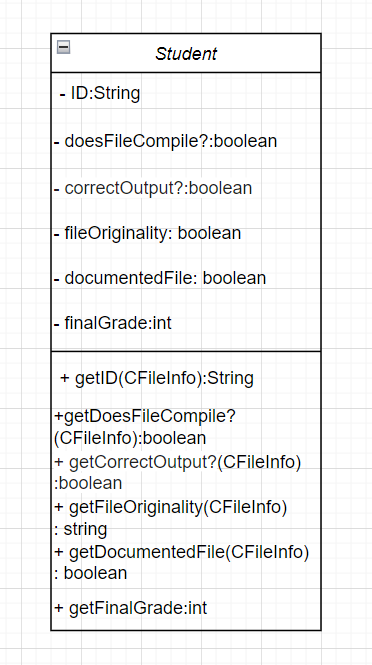 Student
- ID:String
- doesFileCompile?:boolean
- correctOutput?:boolean
- fileOriginality: boolean
- documentedFile: boolean
- finalGrade:int
+ getID(CFileInfo):String
+getDoesFileCompile?
(CFileInfo):boolean
+ getCorrectOutput?(CFileInfo)
:boolean
+ getFileOriginality(CFileInfo)
: string
+ getDocumentedFile(CFileInfo)
: boolean
+ getFinalGrade:int